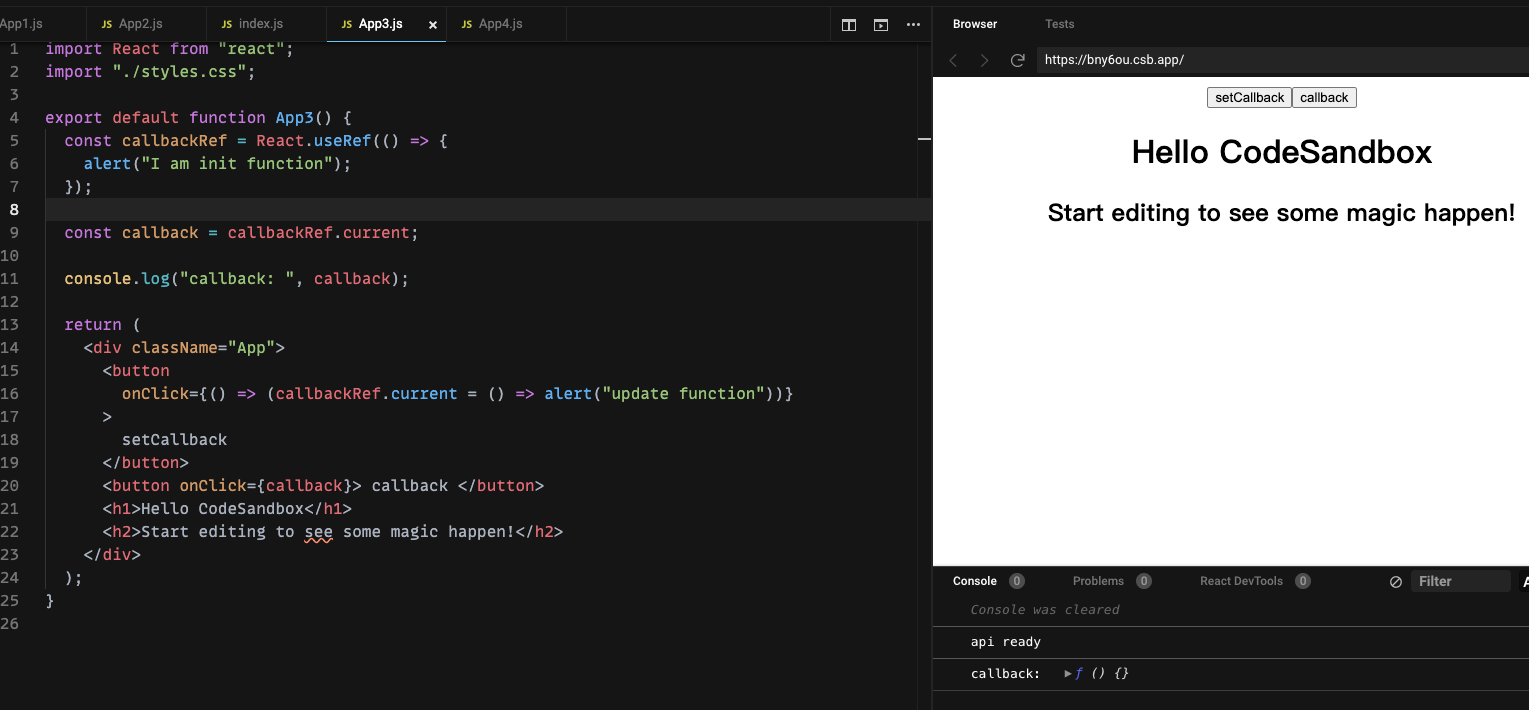 App1.js
JS App2.js
JS index.js
JS App3.js ×
JS App4.js
1 import React from "react";
2 import "./styles.css";
3
4 export default function App3() {
5 const callbackRef = React.useRef(() => {
6 alert("I am init function");
7 });
8
9 const callback = callbackRef.current;
10
11 console.log("callback: ", callback);
12
13 return (
14 <div className="App">
15 <button
16 onClick={() => (callbackRef.current = () => alert("update function"))}
17 >
18 setCallback
19 </button>
20 <button onClick={callback}> callback </button>
21 <h1>Hello CodeSandbox</h1>
22 <h2>Start editing to see some magic happen!</h2>
23 </div>
24 );
25 }
26
Browser Tests
https://bny6ou.csb.app/
setCallback callback
Hello CodeSandbox
Start editing to see some magic happen!
Console 0 Problems 0 React DevTools 0 Filter A
Console was cleared
api ready
callback: ▶ƒ () {}